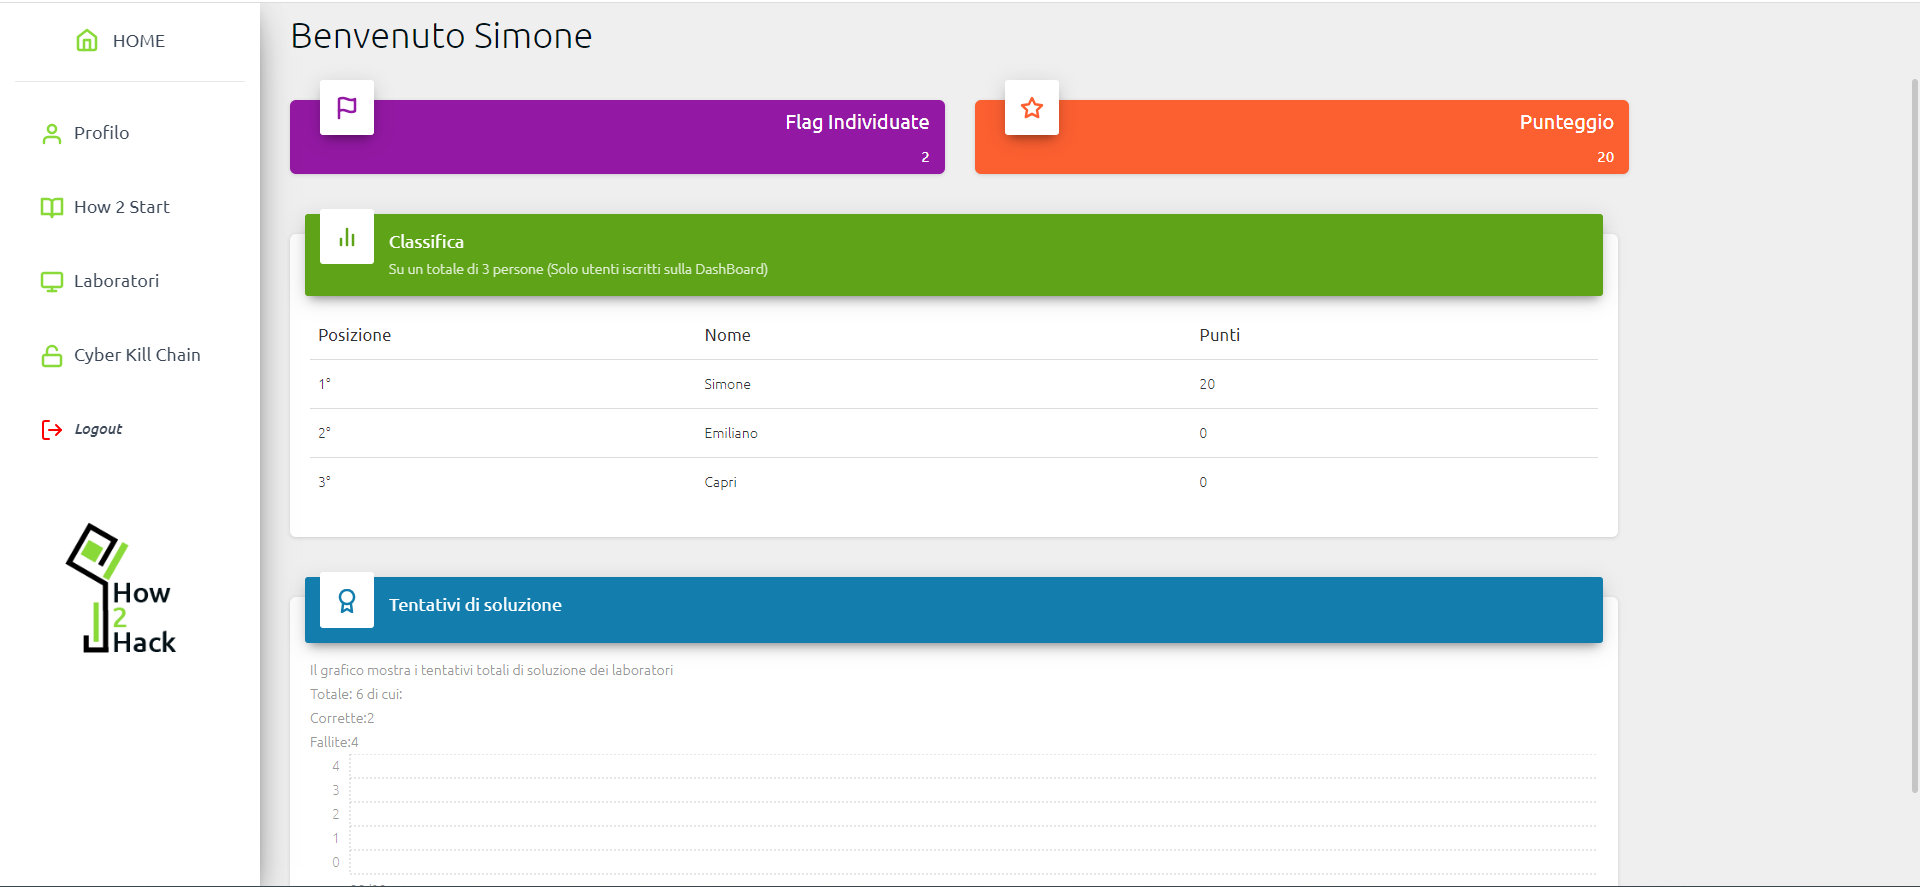 HOME
Profilo
How 2 Start
Laboratori
Cyber Kill Chain
Logout
How
2
Hack
Benvenuto Simone
Flag Individuate
2
Punteggio
20
Classifica
Su un totale di 3 persone (Solo utenti iscritti sulla DashBoard)
Posizione Nome Punti
1° Simone 20
2° Emiliano 0
3° Capri 0
Tentativi di soluzione
Il grafico mostra i tentativi totali di soluzione dei laboratori
Totale: 6 di cui:
Corrette:2
Fallite:4
4
3
2
1
0